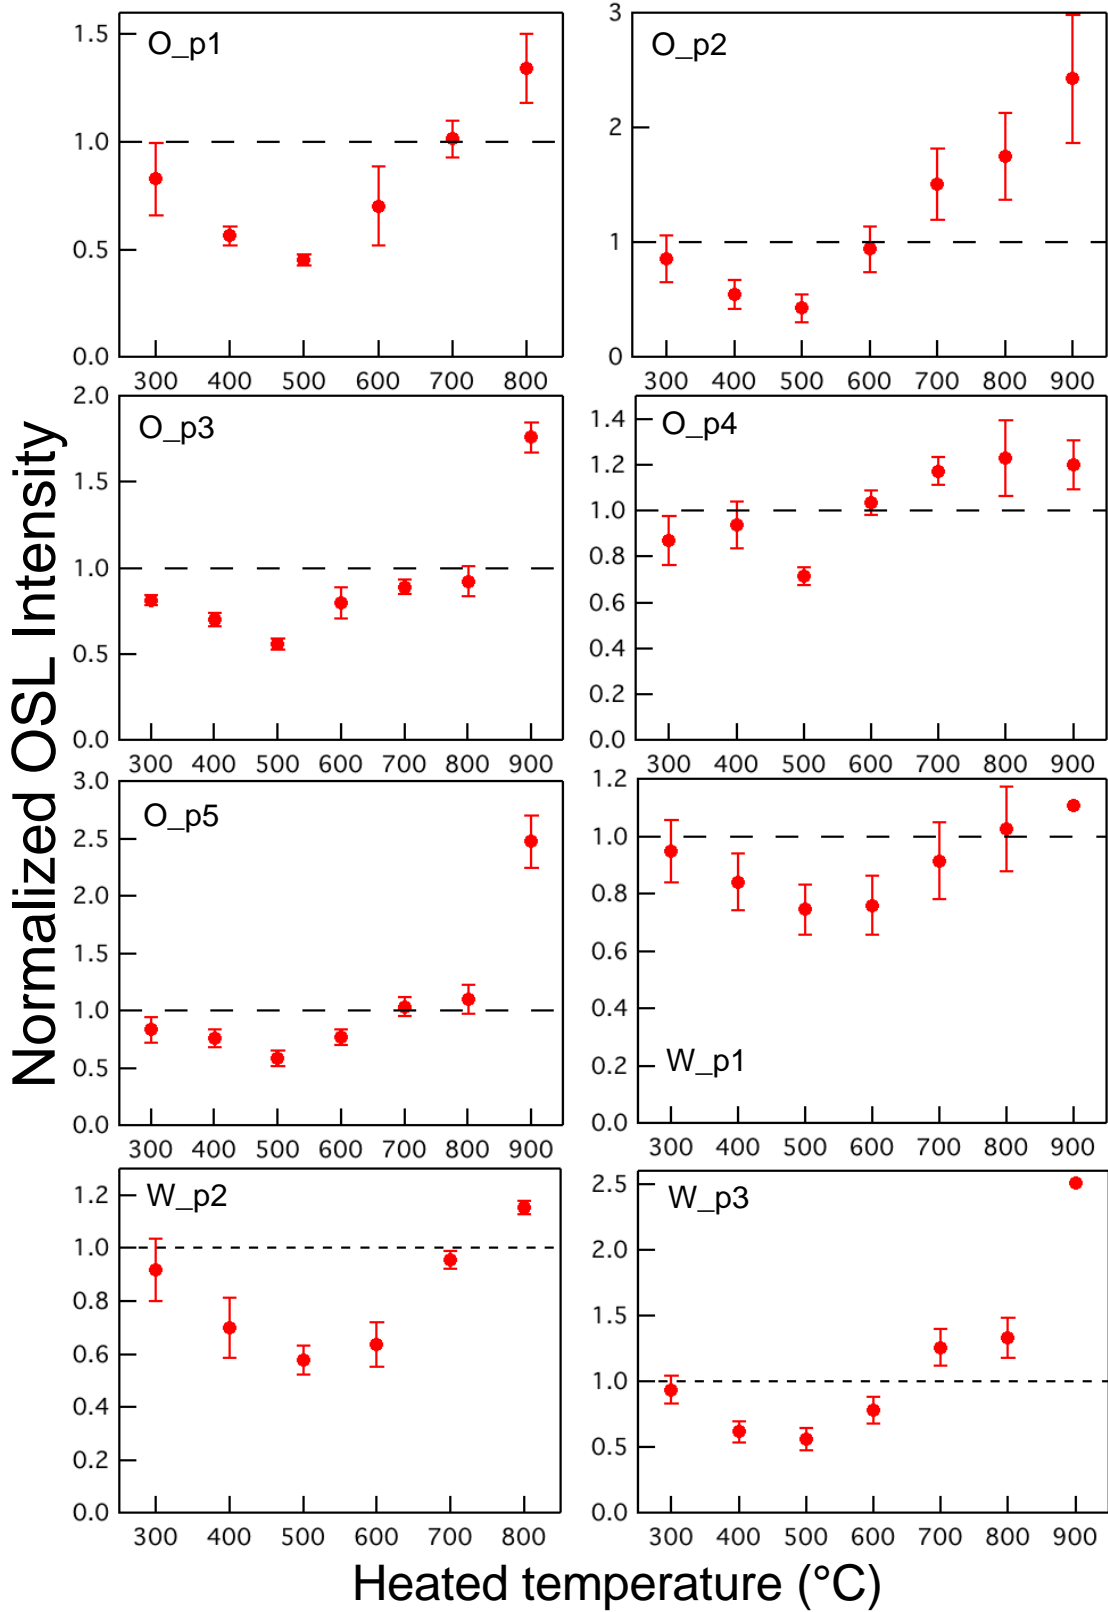 Normalized OSL Intensity
O_p1
1.5
1.0
0.5
0.0
300 400 500 600 700 800
O_p2
3
2
1
0
300 400 500 600 700 800 900
O_p3
2.0
1.5
1.0
0.5
0.0
300 400 500 600 700 800 900
O_p4
1.4
1.2
1.0
0.8
0.6
0.4
0.2
0.0
300 400 500 600 700 800 900
O_p5
3.0
2.5
2.0
1.5
1.0
0.5
0.0
300 400 500 600 700 800 900
W_p1
1.2
1.0
0.8
0.6
0.4
0.2
0.0
300 400 500 600 700 800 900
W_p2
1.2
1.0
0.8
0.6
0.4
0.2
0.0
300 400 500 600 700 800
W_p3
2.5
2.0
1.5
1.0
0.5
0.0
300 400 500 600 700 800 900
Heated temperature (°C)